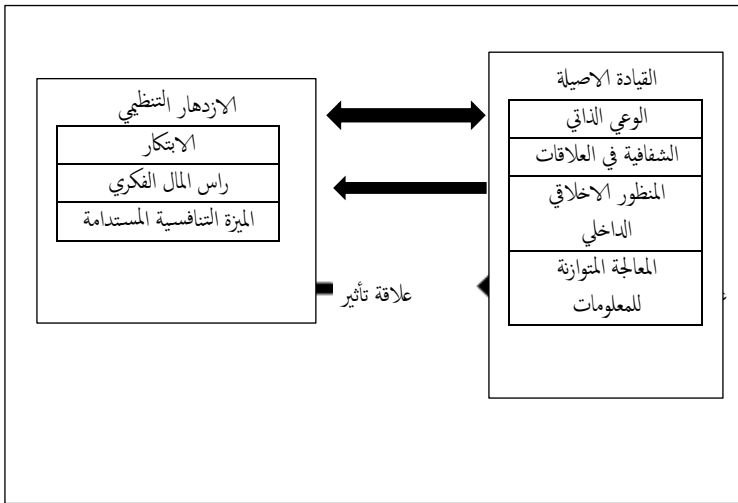 القيادة الاصيلة
الوعي الذاتي
الشفافية في العلاقات
المنظور الاخلاقي
الداخلي
المعالجة المتوازنة
للمعلومات
الازدهار التنظيمي
الابتكار
راس المال الفكري
الميزة التنافسية المستدامة
علاقة تأثير